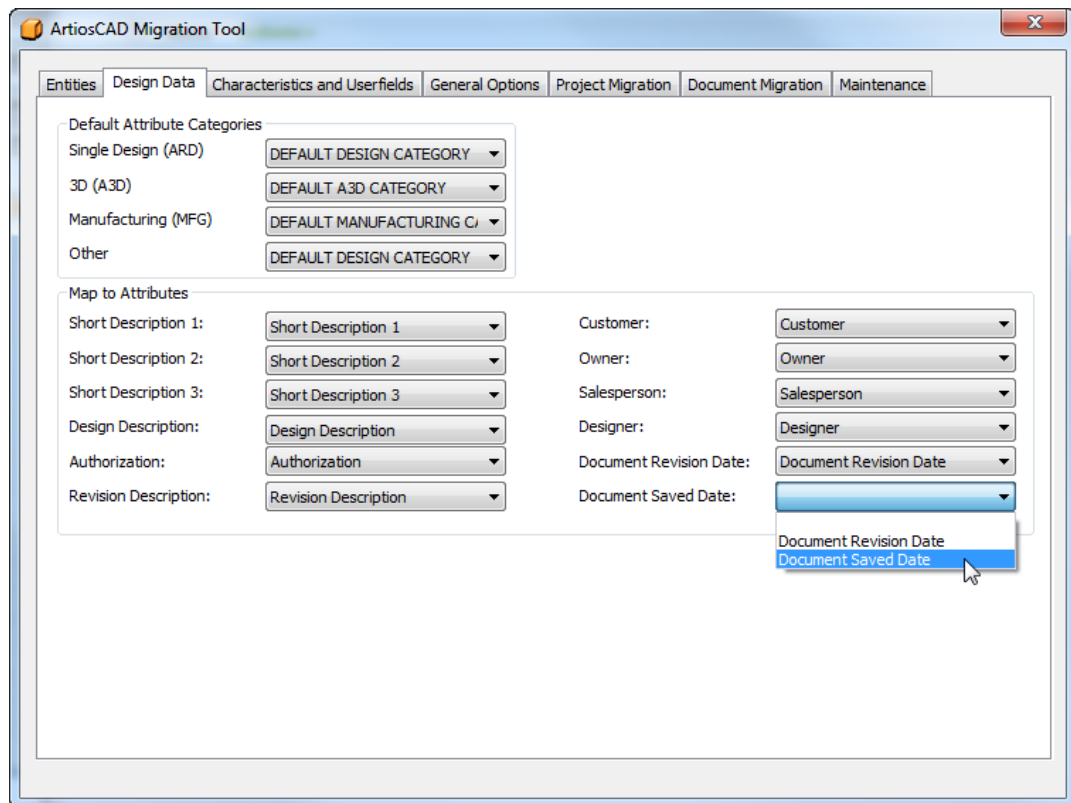 ArtiosCAD Migration Tool
Entities Design Data Characteristics and Userfields General Options Project Migration Document Migration Maintenance
Default Attribute Categories
Single Design (ARD) DEFAULT DESIGN CATEGORY
3D (A3D) DEFAULT A3D CATEGORY
Manufacturing (MFG) DEFAULT MANUFACTURING CA
Other DEFAULT DESIGN CATEGORY
Map to Attributes
Short Description 1: Short Description 1 Customer: Customer
Short Description 2: Short Description 2 Owner: Owner
Short Description 3: Short Description 3 Salesperson: Salesperson
Design Description: Design Description Designer: Designer
Authorization: Authorization Document Revision Date: Document Revision Date
Revision Description: Revision Description Document Saved Date:
Document Revision Date
Document Saved Date